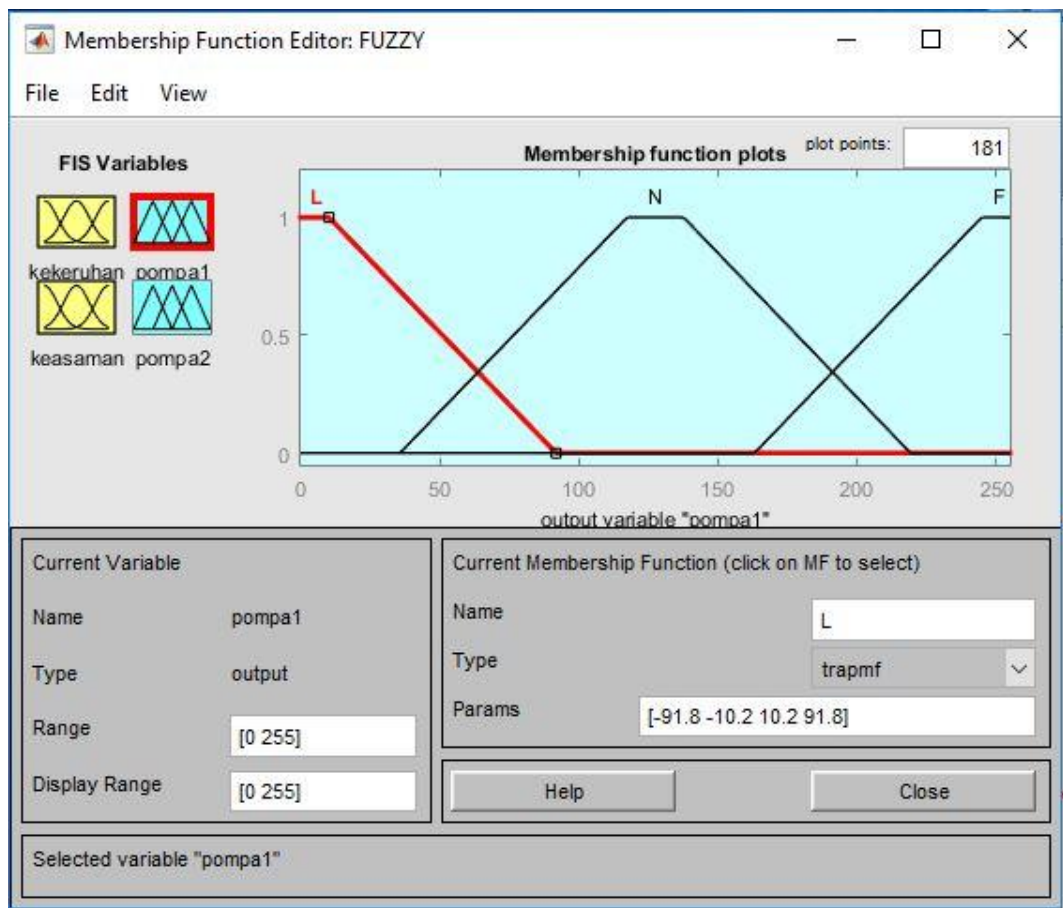 Membership Function Editor: FUZZY
File Edit View
FIS Variables
kekeruhan pompa1
keasaman pompa2
Membership function plots
plot points: 181
L N F
1
0.5
0
0 50 100 150 200 250
output variable "pompa1"
Current Variable
Name pompa1
Type output
Range [0 255]
Display Range [0 255]
Current Membership Function (click on MF to select)
Name L
Type trapmf
Params [-91.8 -10.2 10.2 91.8]
Help Close
Selected variable "pompa1"